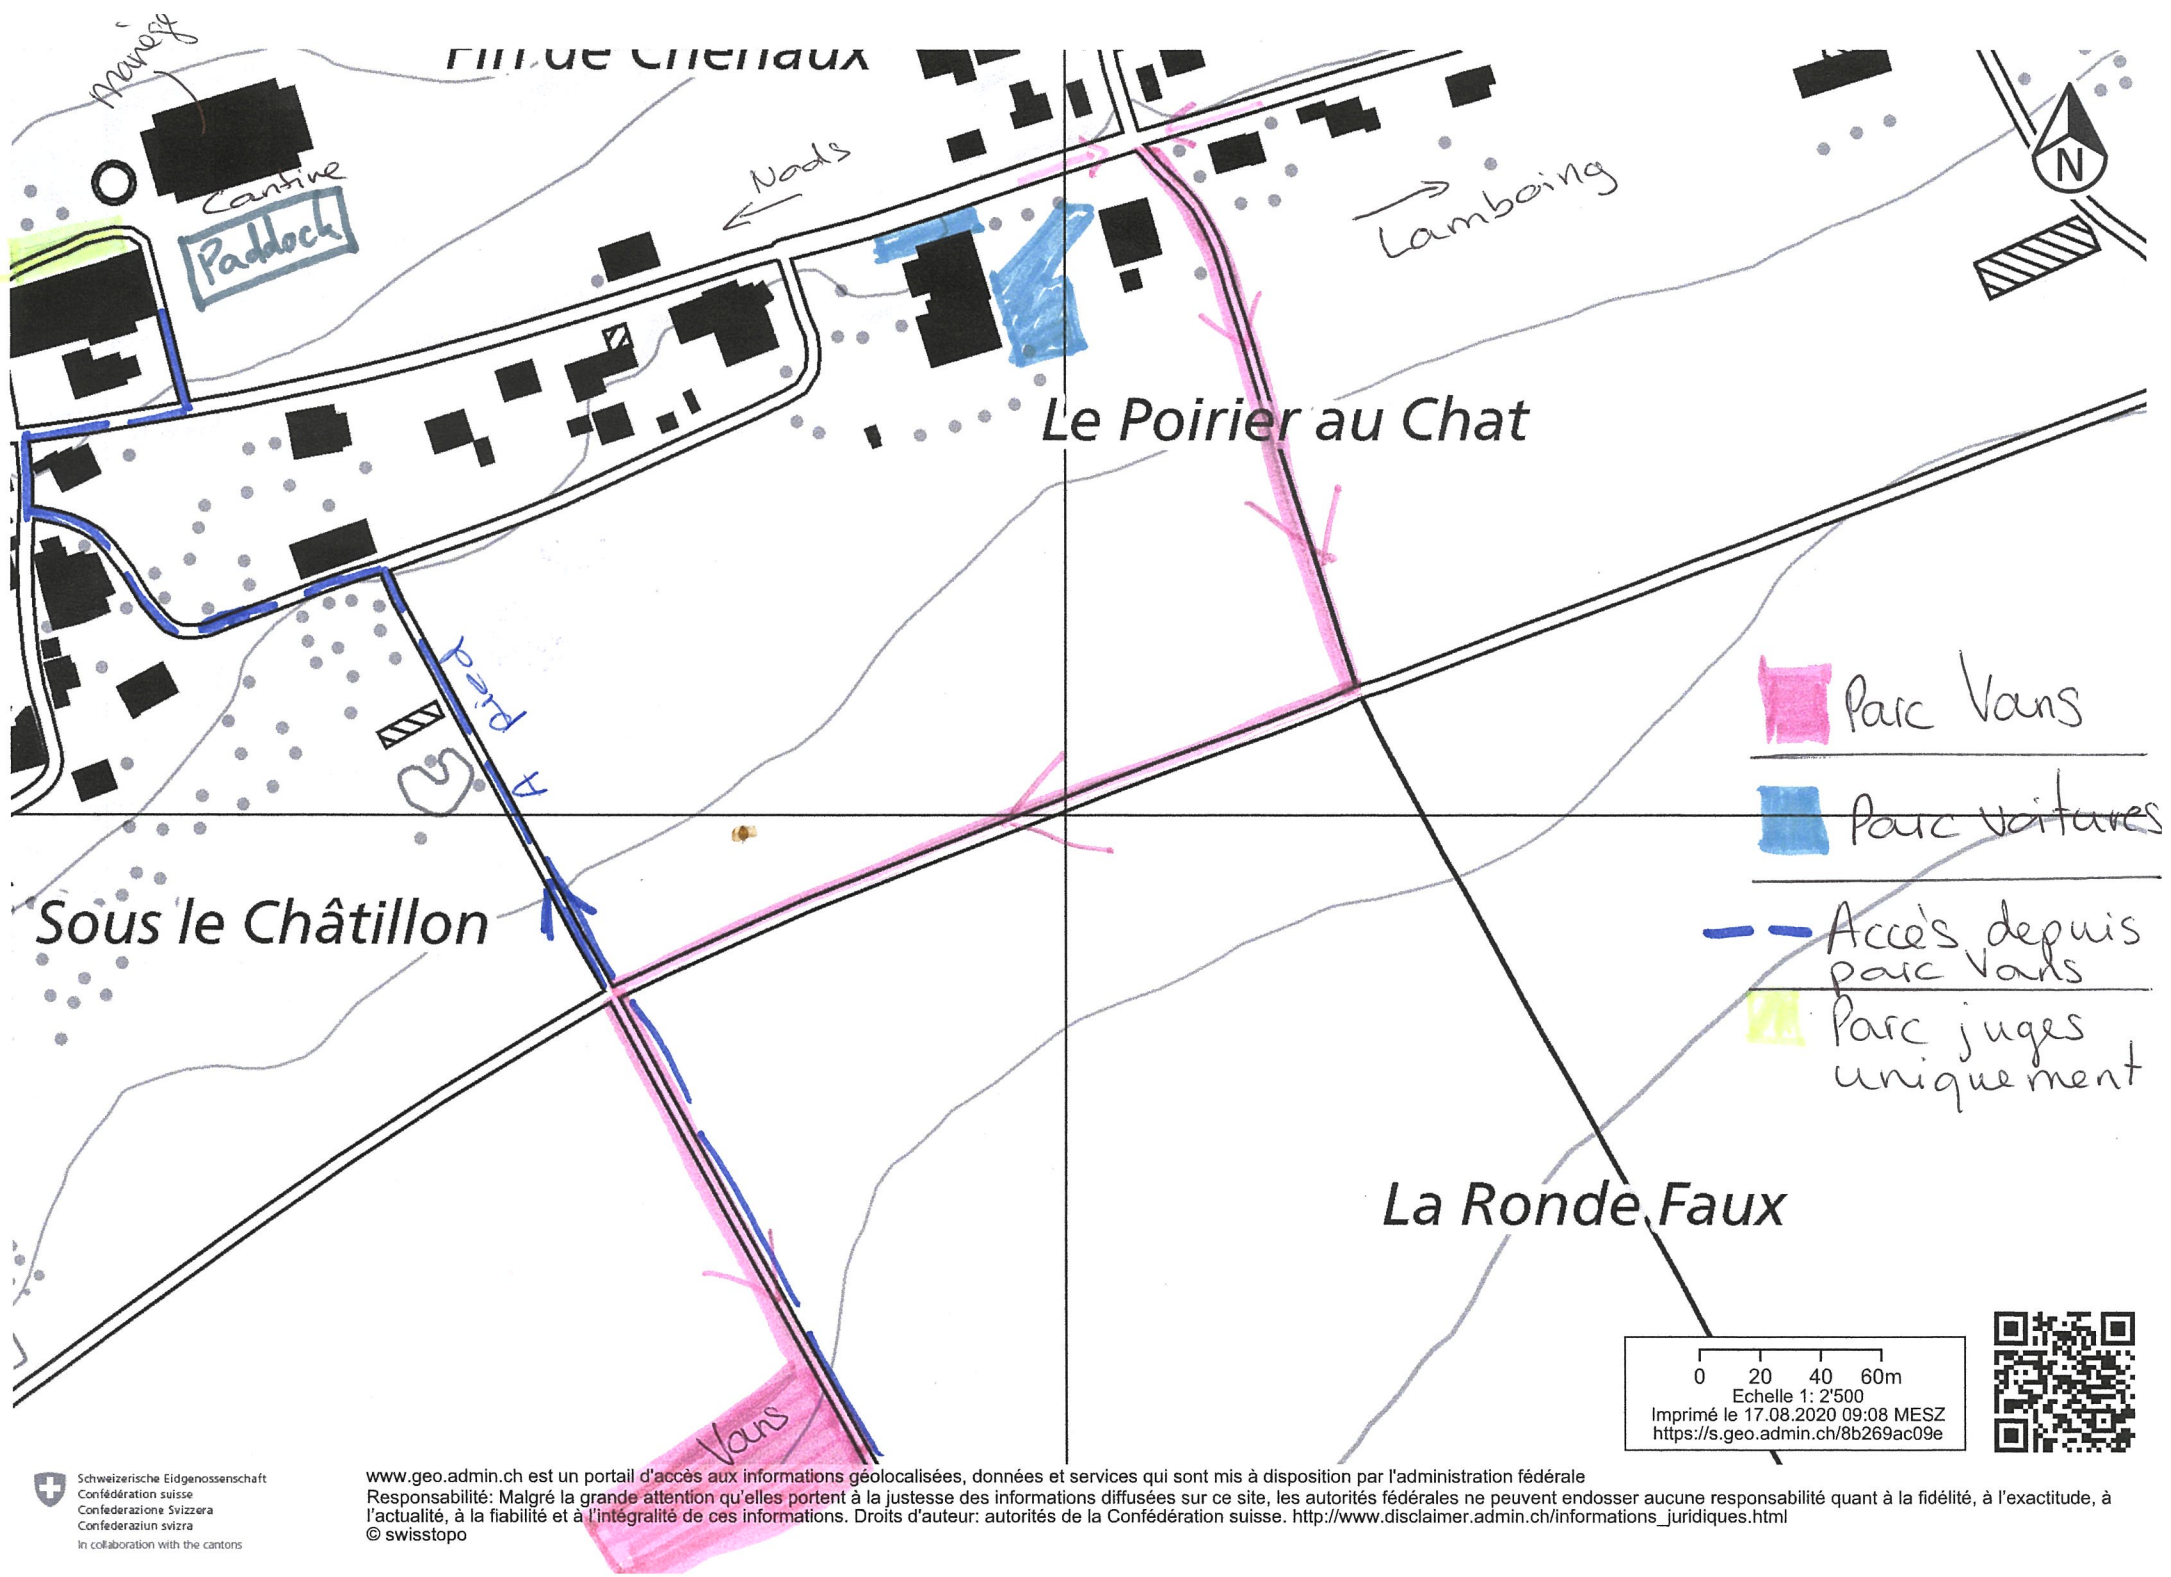 Fin de Chenaux
manège
Cantine
Paddock
Nods
Lamboing
N
Le Poirier au Chat
A pied
Parc Vans
Parc voitures
Sous le Châtillon
Accès depuis
parc Vans
Parc juges
uniquement
La Ronde Faux
0 20 40 60m
Echelle 1: 2'500
Imprimé le 17.08.2020 09:08 MESZ
https://s.geo.admin.ch/8b269ac09e
Vans
Schweizerische Eidgenossenschaft
Confédération suisse
Confederazione Svizzera
Confederaziun svizra
In collaboration with the cantons
www.geo.admin.ch est un portail d'accès aux informations géolocalisées, données et services qui sont mis à disposition par l'administration fédérale
Responsabilité: Malgré la grande attention qu'elles portent à la justesse des informations diffusées sur ce site, les autorités fédérales ne peuvent endosser aucune responsabilité quant à la fidélité, à l'exactitude, à
l'actualité, à la fiabilité et à l'intégralité de ces informations. Droits d'auteur: autorités de la Confédération suisse. http://www.disclaimer.admin.ch/informations_juridiques.html
© swisstopo